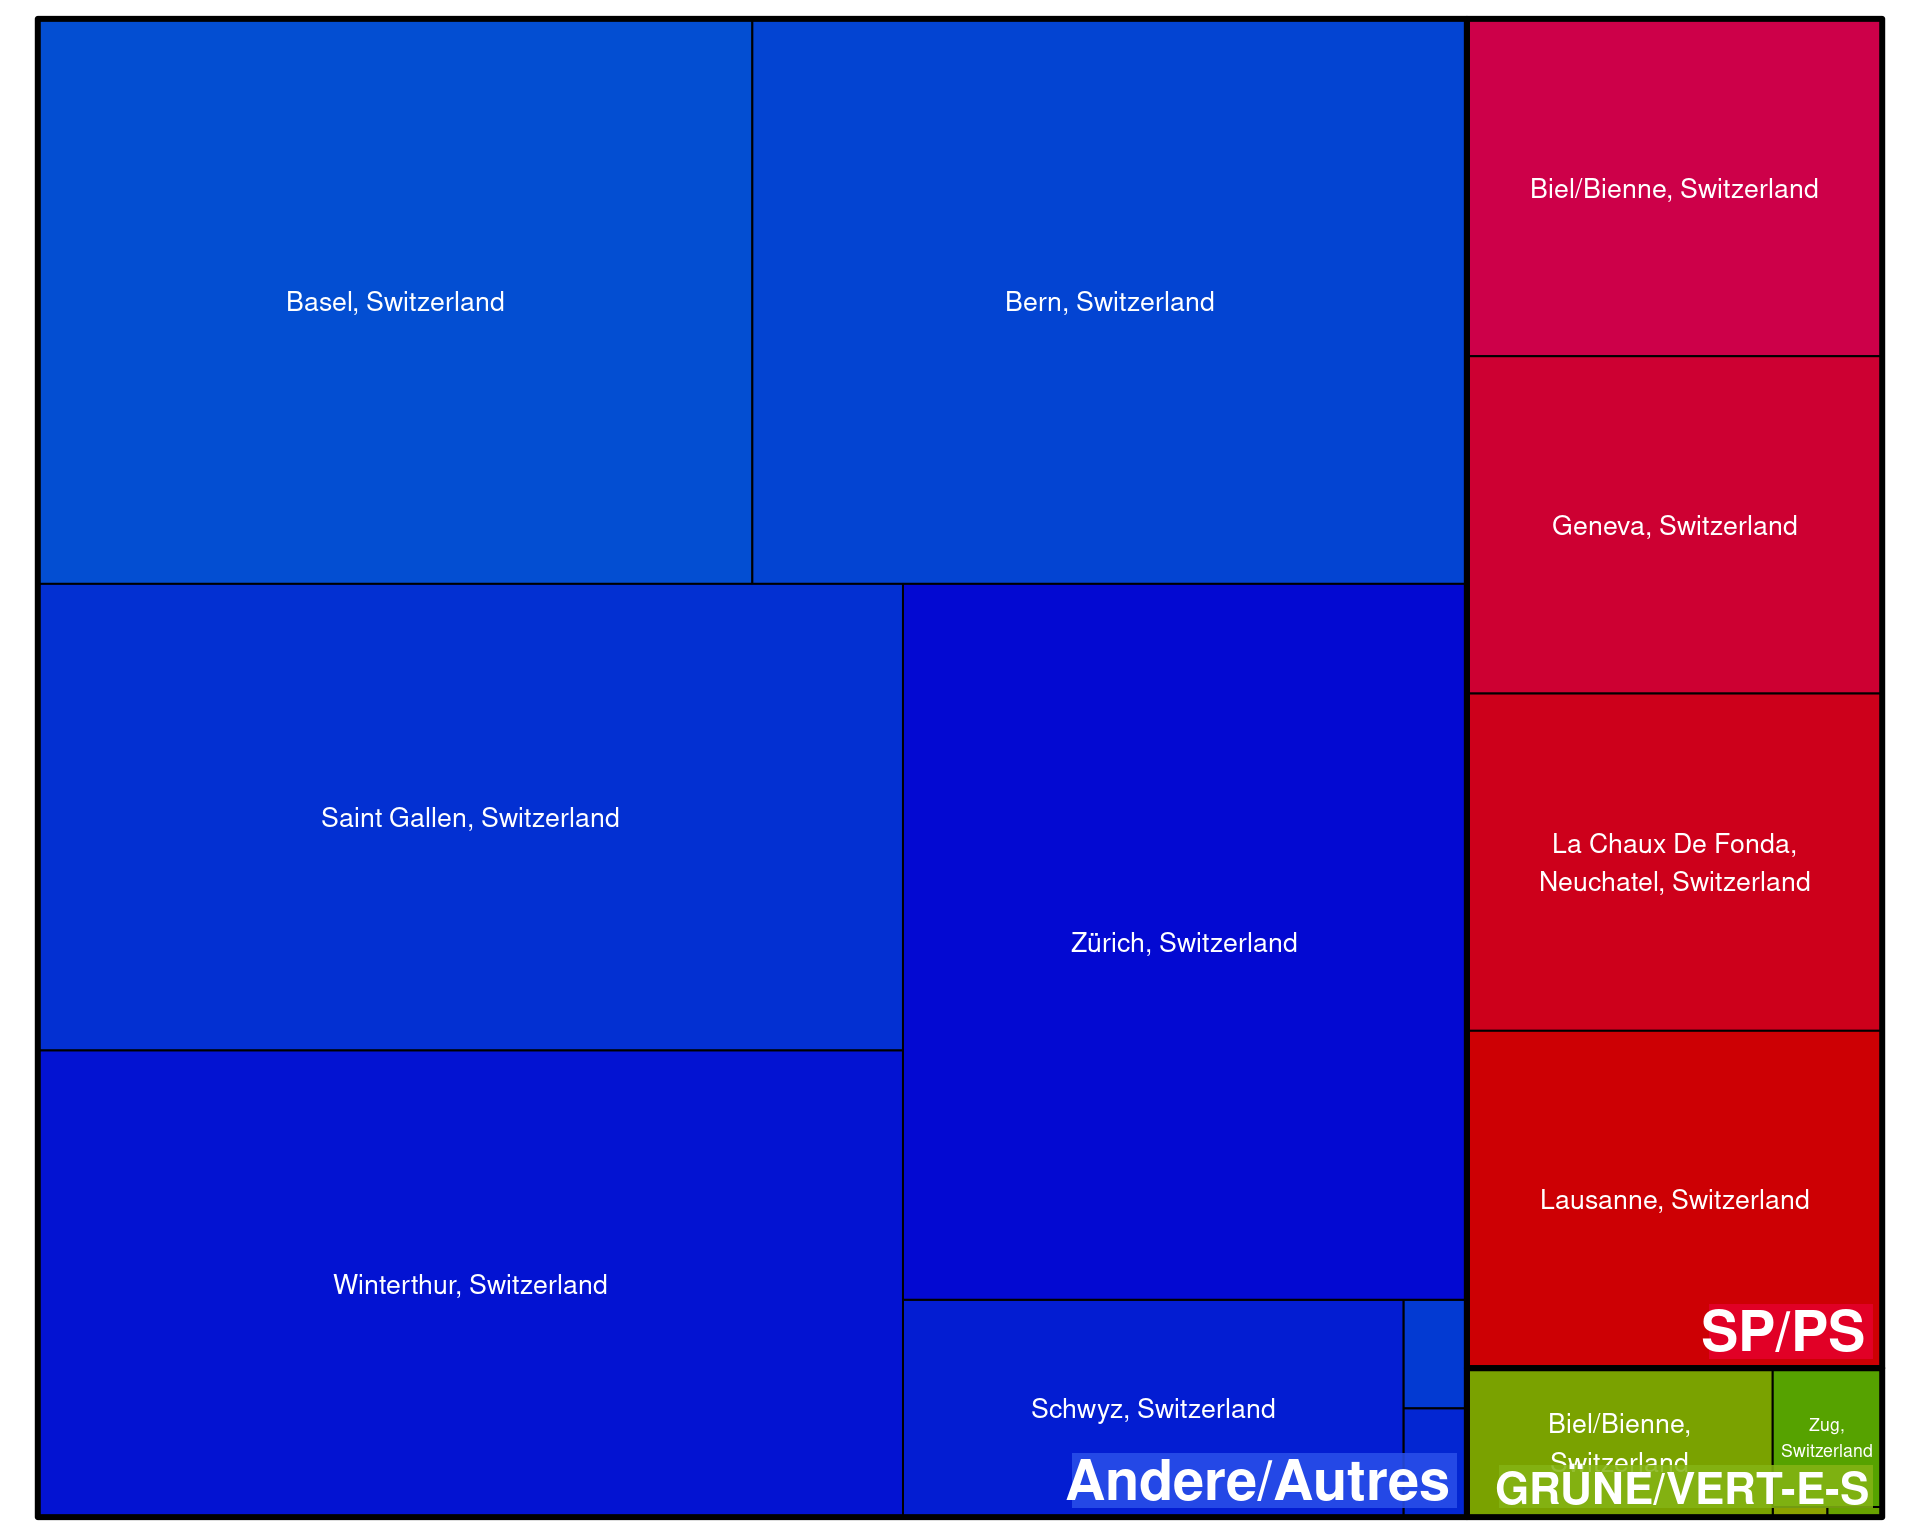 Basel, Switzerland
Bern, Switzerland
Saint Gallen, Switzerland
Winterthur, Switzerland
Zürich, Switzerland
Schwyz, Switzerland
Andere/Autres
Biel/Bienne, Switzerland
Geneva, Switzerland
La Chaux De Fonda,
Neuchatel, Switzerland
Lausanne, Switzerland
SP/PS
Biel/Bienne,
Switzerland
Zug,
Switzerland
GRÜNE/VERT-E-S